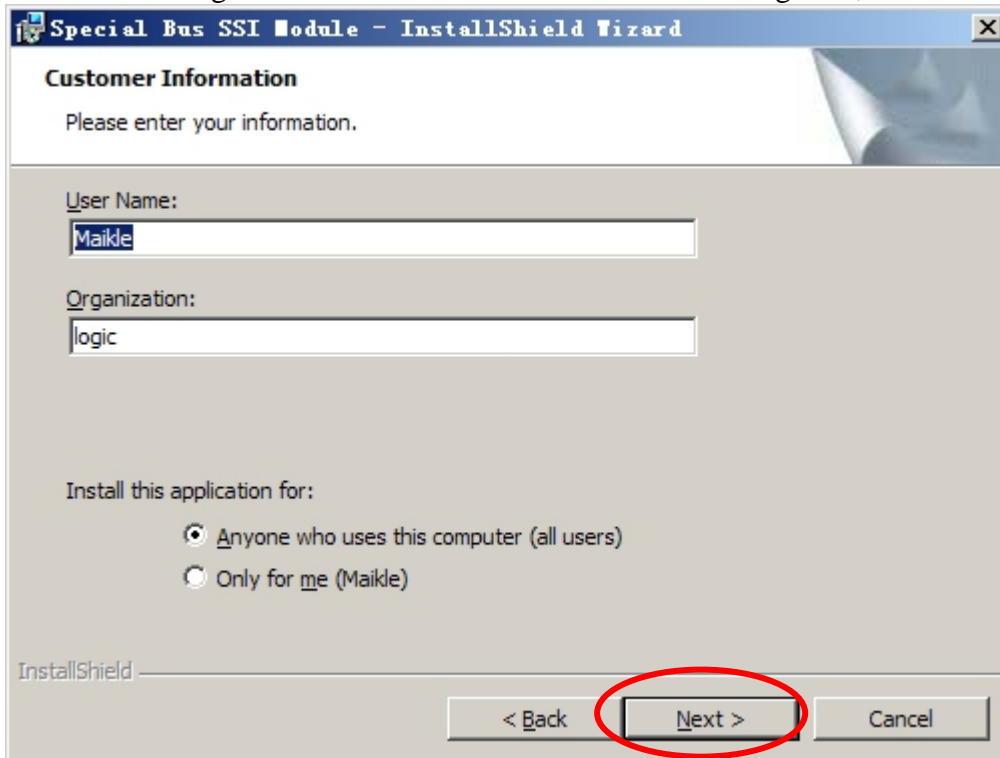 Special Bus SSI Module - InstallShield Wizard
Customer Information
Please enter your information.
User Name:
Maikle
Organization:
logic
Install this application for:
Anyone who uses this computer (all users)
Only for me (Maikle)
InstallShield
< Back Next > Cancel